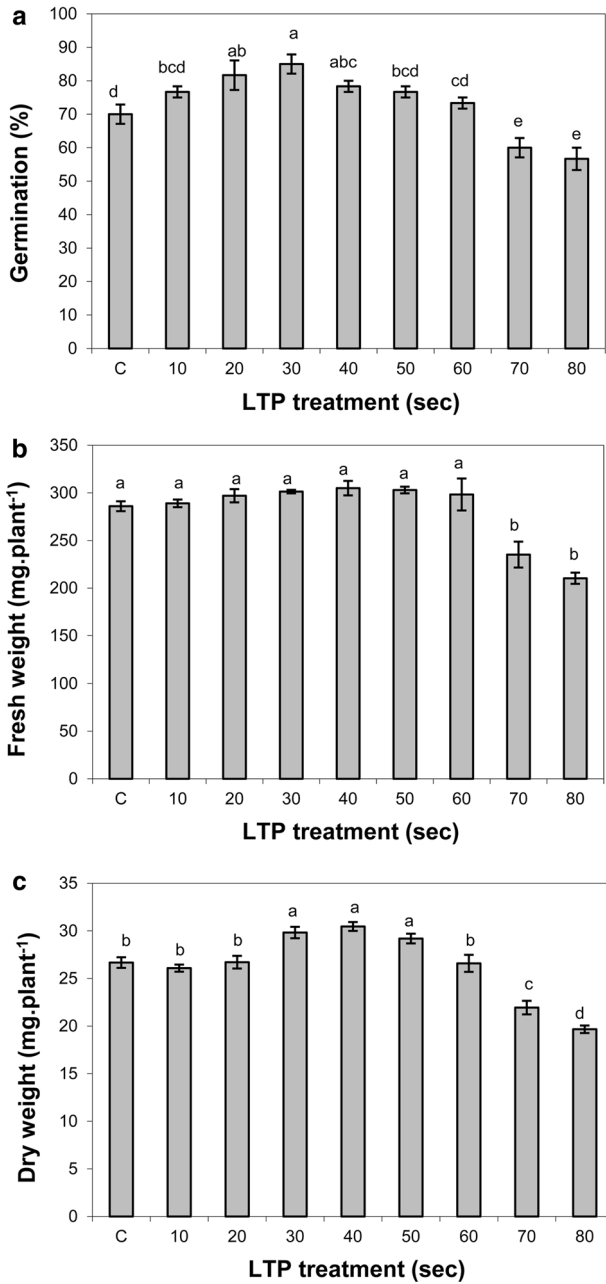 a
Germination (%)
100
90
80
70
60
50
40
30
20
10
0
d
bcd
ab
a
abc
bcd
cd
e
e
C 10 20 30 40 50 60 70 80
LTP treatment (sec)
b
Fresh weight (mg.plant-1)
350
300
250
200
150
100
50
0
a
a
a
a
a
a
a
b
b
C 10 20 30 40 50 60 70 80
LTP treatment (sec)
c
Dry weight (mg.plant-1)
35
30
25
20
15
10
5
0
b
b
b
a
a
a
b
c
d
C 10 20 30 40 50 60 70 80
LTP treatment (sec)